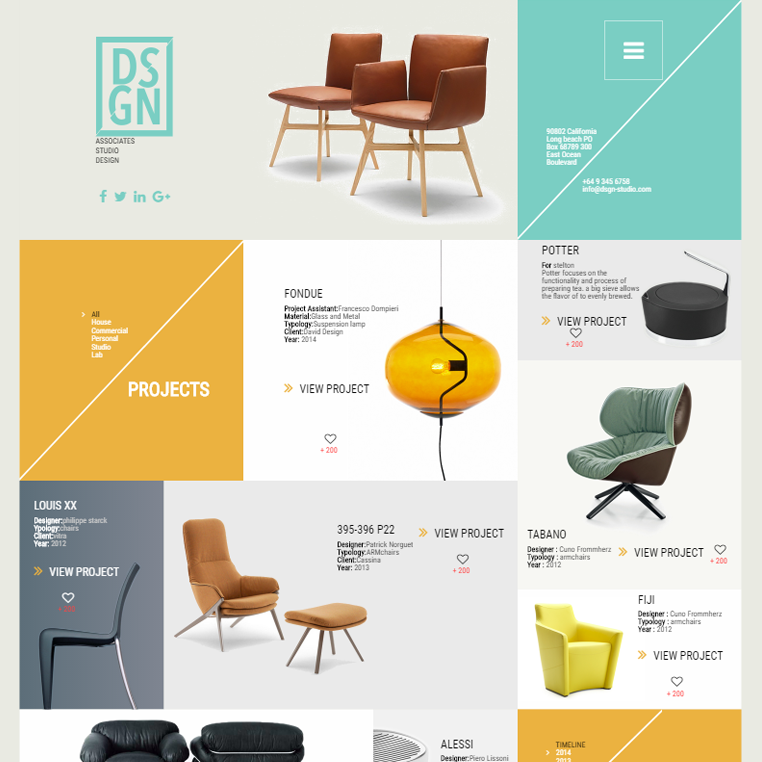 DS
GN
ASSOCIATES
STUDIO
DESIGN
90802 California
Long beach PO
Box 68789 300
East Ocean
Boulevard
+64 9 345 6758
info@dsgn-studio.com
All
House
Commercial
Personal
Studio
Lab
PROJECTS
FONDUE
Project Assistant:Francesco Dompieri
Material:Glass and Metal
Typology:Suspension lamp
Client:David Design
Year: 2014
VIEW PROJECT
+ 200
POTTER
For stelton
Potter focuses on the
functionality and process of
preparing tea. a big sieve allows
the flavor of to evenly brewed.
VIEW PROJECT
+ 200
TABANO
Designer : Cuno Frommherz
Typology : armchairs
Year : 2012
VIEW PROJECT
+ 200
LOUIS XX
Designer:philippe starck
Ypology:chairs
Client:vitra
Year: 2012
VIEW PROJECT
+ 200
395-396 P22
Designer:Patrick Norguet
Typology:ARMchairs
Client:Cassina
Year: 2013
VIEW PROJECT
+ 200
FIJI
Designer : Cuno Frommherz
Typology : armchairs
Year : 2012
VIEW PROJECT
+ 200
ALESSI
Designer:Piero Lissoni
TIMELINE
2014
2013